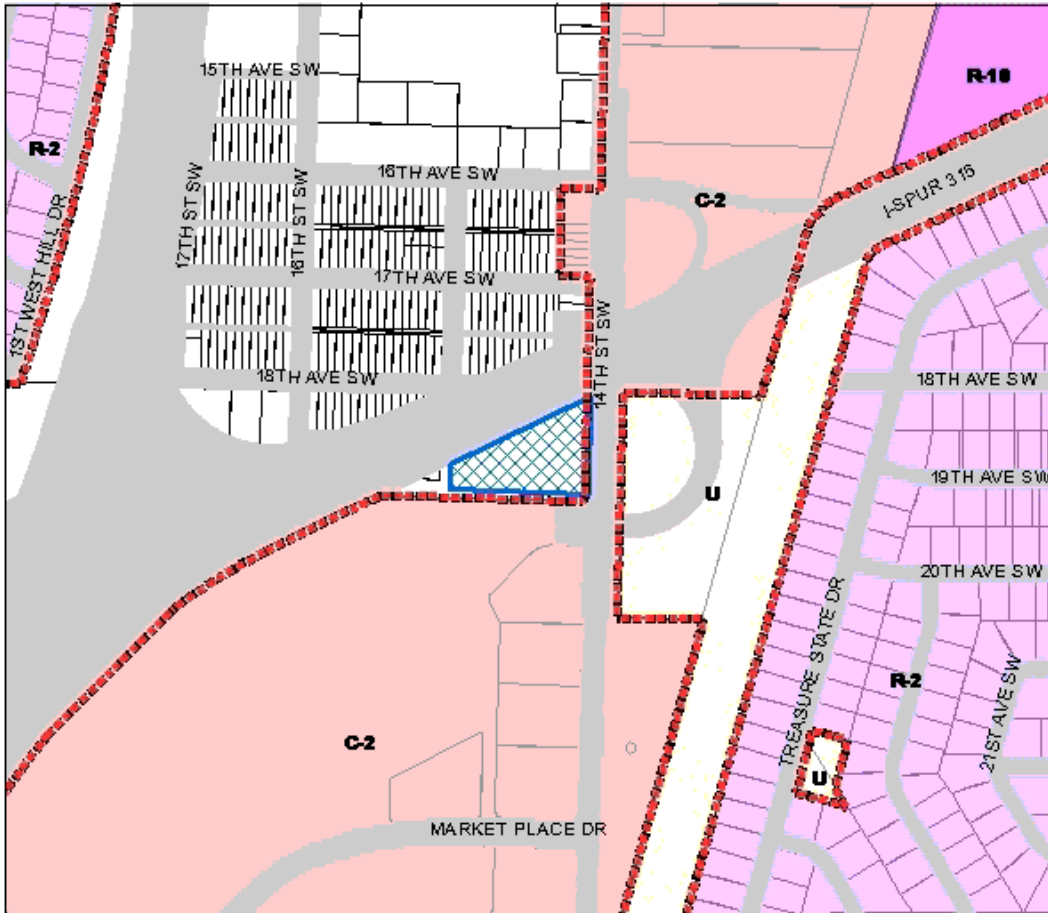 15TH AVE SW
R-10
R-2
16TH AVE SW
I-SPUR 315
C-2
17TH ST SW
16TH ST SW
1ST WEST HILL DR
17TH AVE SW
14TH ST SW
18TH AVE SW
18TH AVE SW
19TH AVE SW
U
20TH AVE SW
TREASURE STATE DR
R-2
21ST AVE SW
C-2
U
MARKET PLACE DR